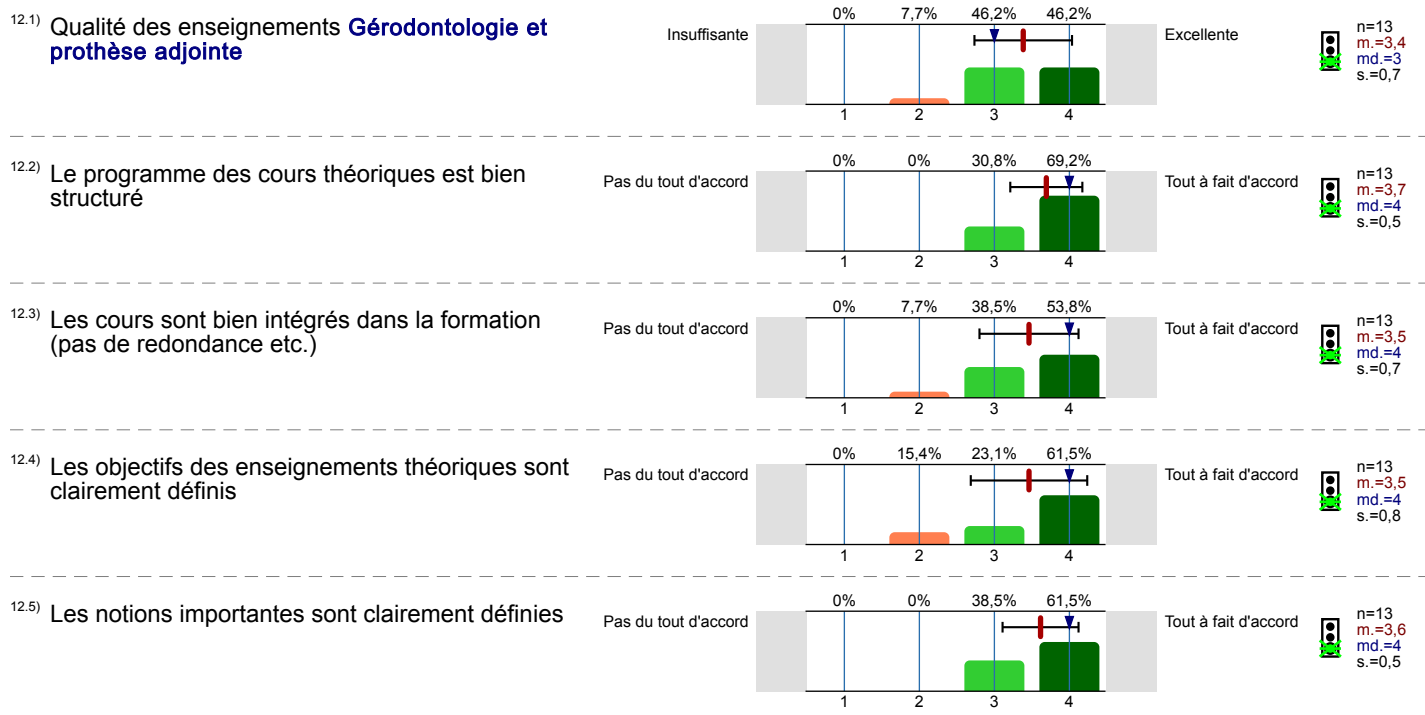 12.1) Qualité des enseignements Gérodontologie et
prothèse adjointe
Insuffisante
0% 7,7% 46,2% 46,2%
1 2 3 4
Excellente
n=13
m.=3,4
md.=3
s.=0,7
12.2) Le programme des cours théoriques est bien
structuré
Pas du tout d'accord
0% 0% 30,8% 69,2%
1 2 3 4
Tout à fait d'accord
n=13
m.=3,7
md.=4
s.=0,5
12.3) Les cours sont bien intégrés dans la formation
(pas de redondance etc.)
Pas du tout d'accord
0% 7,7% 38,5% 53,8%
1 2 3 4
Tout à fait d'accord
n=13
m.=3,5
md.=4
s.=0,7
12.4) Les objectifs des enseignements théoriques sont
clairement définis
Pas du tout d'accord
0% 15,4% 23,1% 61,5%
1 2 3 4
Tout à fait d'accord
n=13
m.=3,5
md.=4
s.=0,8
12.5) Les notions importantes sont clairement définies
Pas du tout d'accord
0% 0% 38,5% 61,5%
1 2 3 4
Tout à fait d'accord
n=13
m.=3,6
md.=4
s.=0,5